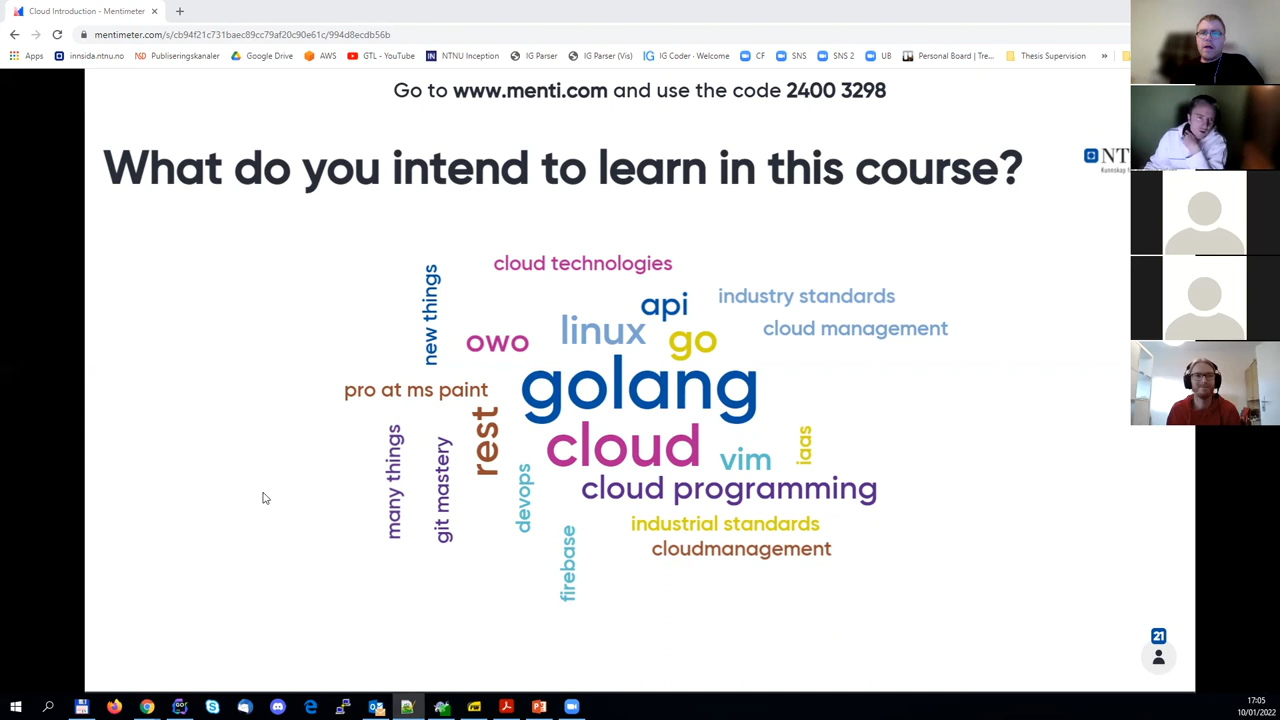 Cloud Introduction - Mentimeter
mentimeter.com/s/cb94f21c731baec89cc79af20c90e61c/994d8ecdb56b
Apps innsida.ntnu.no Publiseringskanaler Google Drive AWS GTL - YouTube NTNU Inception IG Parser IG Parser (Vis) IG Coder · Welcome CF SNS SNS 2 UB Personal Board | Tre... Thesis Supervision »
Go to www.menti.com and use the code 2400 3298
What do you intend to learn in this course?
NT
cloud technologies
new things
api
industry standards
linux
go
cloud management
owo
golang
pro at ms paint
rest
cloud
many things
git mastery
devops
vim
iaas
cloud programming
industrial standards
firebase
cloudmanagement
21
17:05
10/01/2022